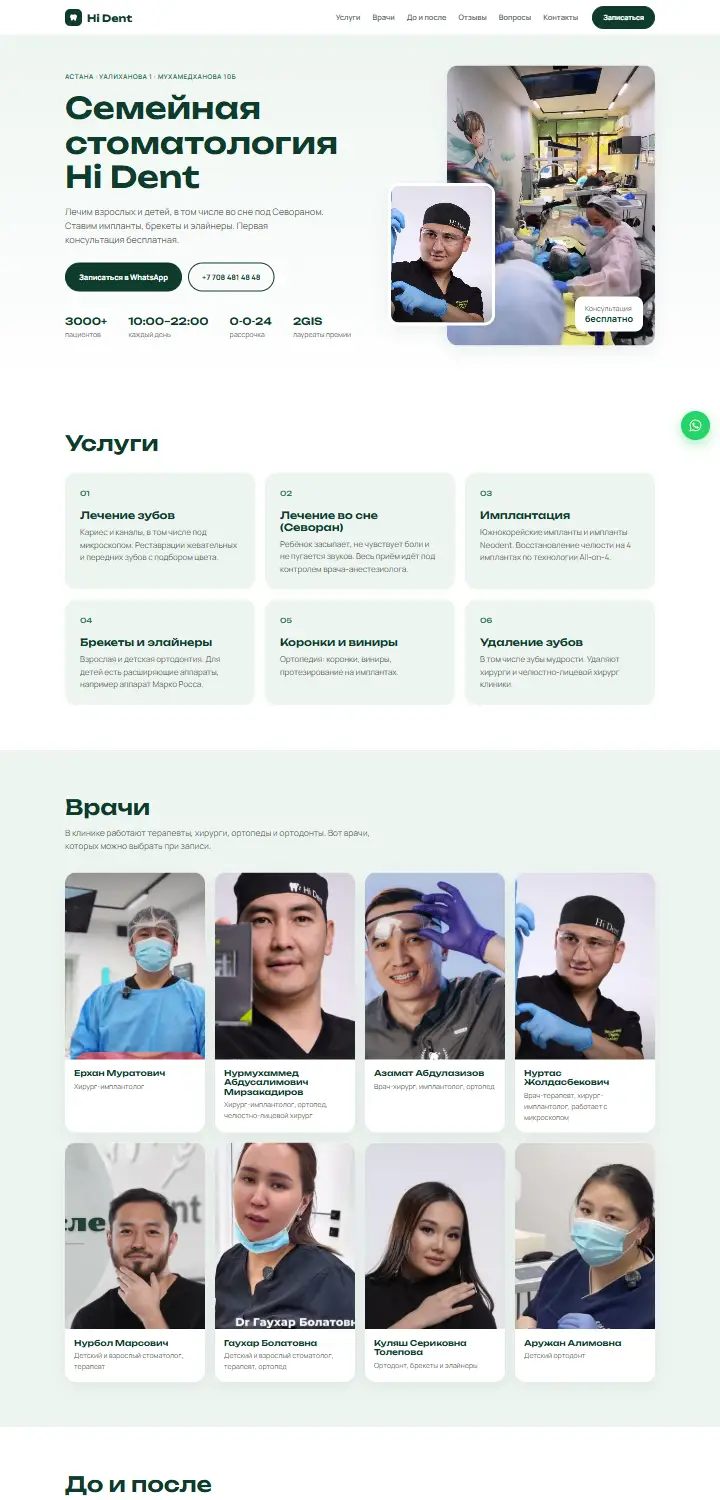 Hi Dent
Услуги Врачи До и после Отзывы Вопросы Контакты Записаться
АСТАНА · УАЛИХАНОВА 1 · МУХАМЕДХАНОВА 10Б
Семейная
стоматология
Hi Dent
Лечим взрослых и детей, в том числе во сне под Севораном.
Ставим импланты, брекеты и элайнеры. Первая
консультация бесплатная.
Записаться в WhatsApp
+7 708 481 48 48
3000+
пациентов
10:00–22:00
каждый день
0-0-24
рассрочка
2GIS
лауреаты премии
Hi Dent
Консультация
бесплатно
Услуги
01
Лечение зубов
Кариес и каналы, в том числе под
микроскопом. Реставрации жевательных
и передних зубов с подбором цвета.
02
Лечение во сне
(Севоран)
Ребёнок засыпает, не чувствует боли и
не пугается звуков. Весь приём идёт под
контролем врача-анестезиолога.
03
Имплантация
Южнокорейские импланты и импланты
Neodent. Восстановление челюсти на 4
имплантах по технологии All-on-4.
04
Брекеты и элайнеры
Взрослая и детская ортодонтия. Для
детей есть расширяющие аппараты,
например аппарат Марко Росса.
05
Коронки и виниры
Ортопедия: коронки, виниры,
протезирование на имплантах.
06
Удаление зубов
В том числе зубы мудрости. Удаляют
хирурги и челюстно-лицевой хирург
клиники.
Врачи
В клинике работают терапевты, хирурги, ортопеды и ортодонты. Вот врачи,
которых можно выбрать при записи.
Hi Dent
Hi Dent
Ерхан Муратович
Хирург-имплантолог
Нурмухаммед
Абдусалимович
Мирзакадиров
Хирург-имплантолог, ортопед,
челюстно-лицевой хирург
Азамат Абдулазизов
Врач-хирург, имплантолог, ортопед
Нуртас
Жолдасбекович
Врач-терапевт, хирург-
имплантолог, работает с
микроскопом
сле
nt
Dr Гаухар Болатовн
Нурбол Марсович
Детский и взрослый стоматолог,
терапевт
Гаухар Болатовна
Детский и взрослый стоматолог,
терапевт, ортопед
Куляш Сериковна
Толепова
Ортодонт, брекеты и элайнеры
Аружан Алимовна
Детский ортодонт
До и после